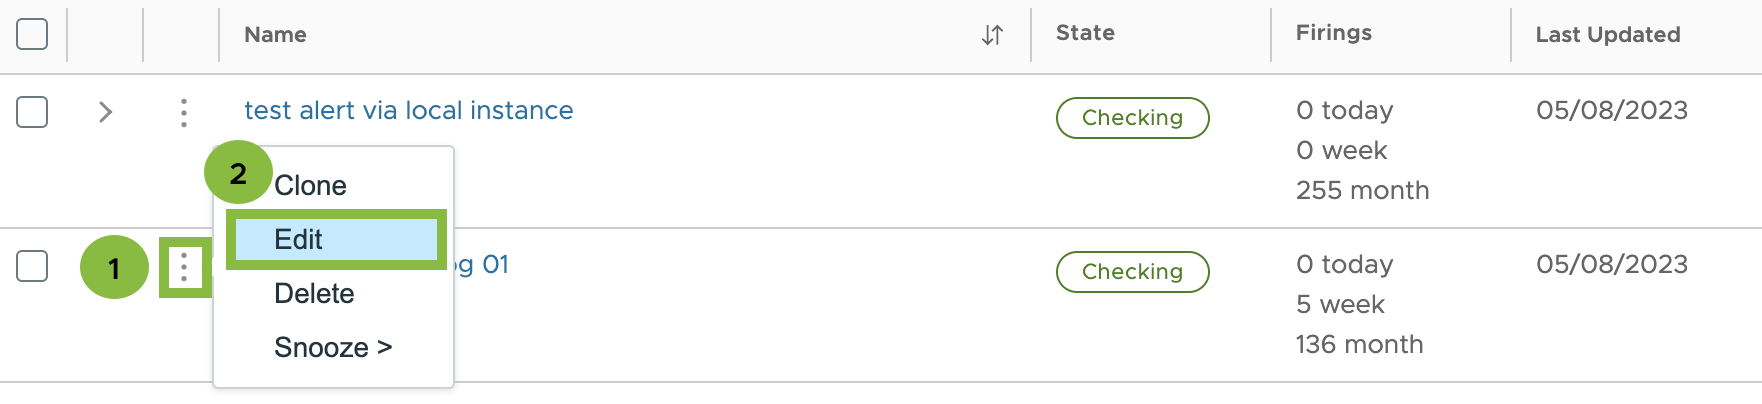 Name State Firings Last Updated
test alert via local instance Checking 0 today 05/08/2023
0 week
255 month
2 Clone
Edit
1 og 01 Checking 0 today 05/08/2023
Delete 5 week
Snooze > 136 month